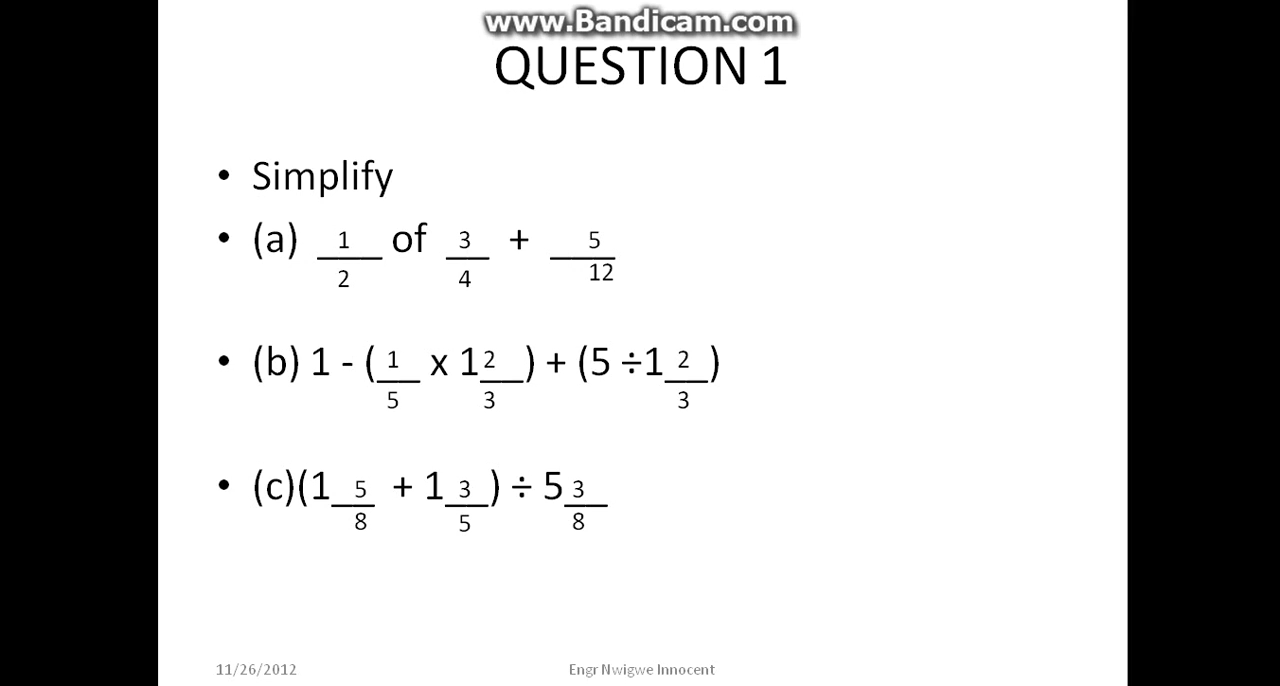 www.Bandicam.com
QUESTION 1
• Simplify
• (a) 1/2 of 3/4 + 5/12
• (b) 1 - (1/5 x 1 2/3) + (5 ÷1 2/3)
• (c)(1 5/8 + 1 3/5) ÷ 5 3/8
11/26/2012
Engr Nwigwe Innocent